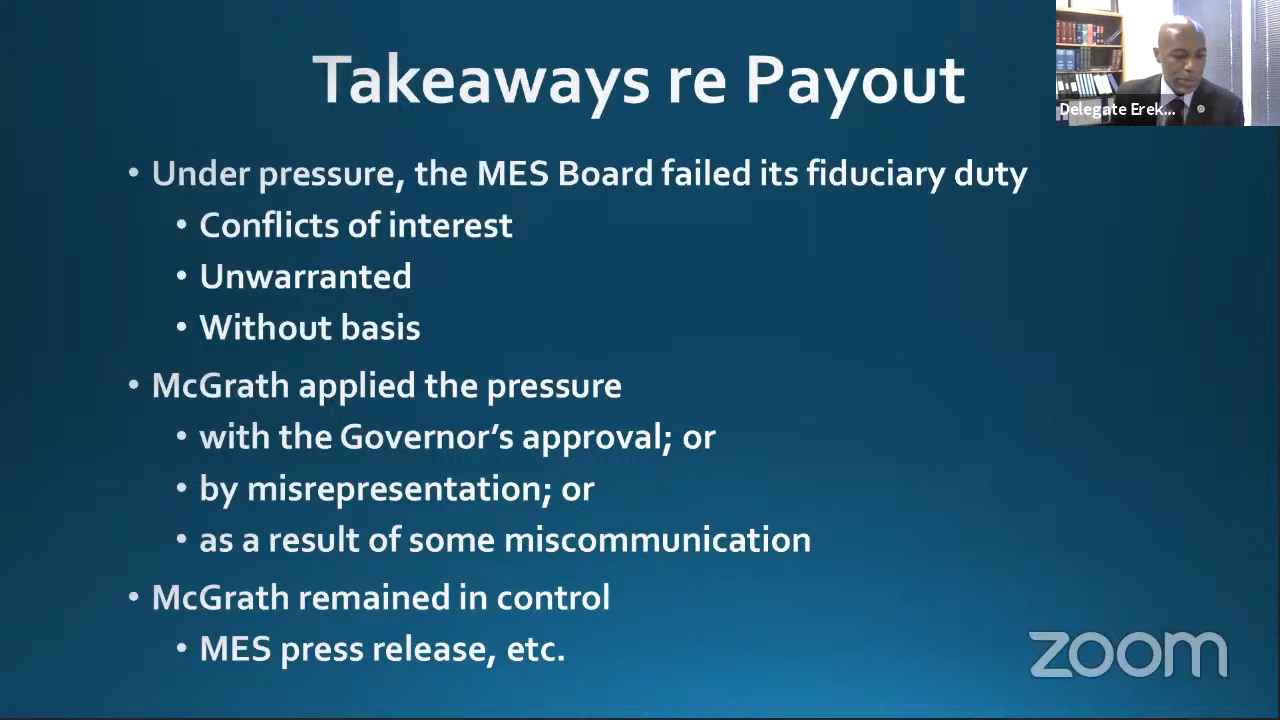 Takeaways re Payout
Delegate Erek...
• Under pressure, the MES Board failed its fiduciary duty
• Conflicts of interest
• Unwarranted
• Without basis
• McGrath applied the pressure
• with the Governor’s approval; or
• by misrepresentation; or
• as a result of some miscommunication
• McGrath remained in control
• MES press release, etc.
zoom